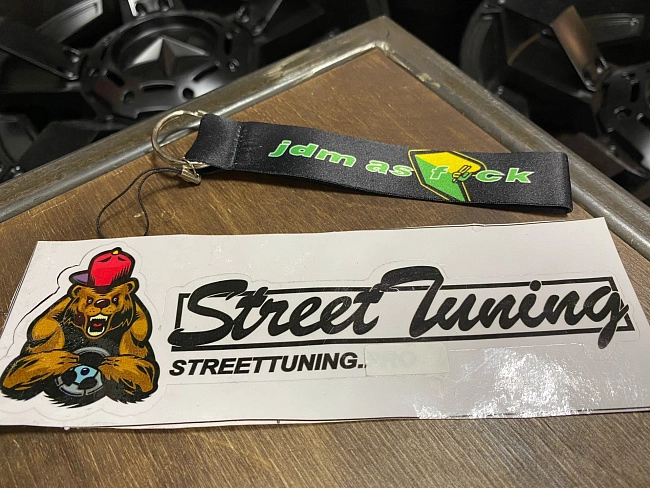 jdm as f ck
Street Tuning
STREETTUNING..